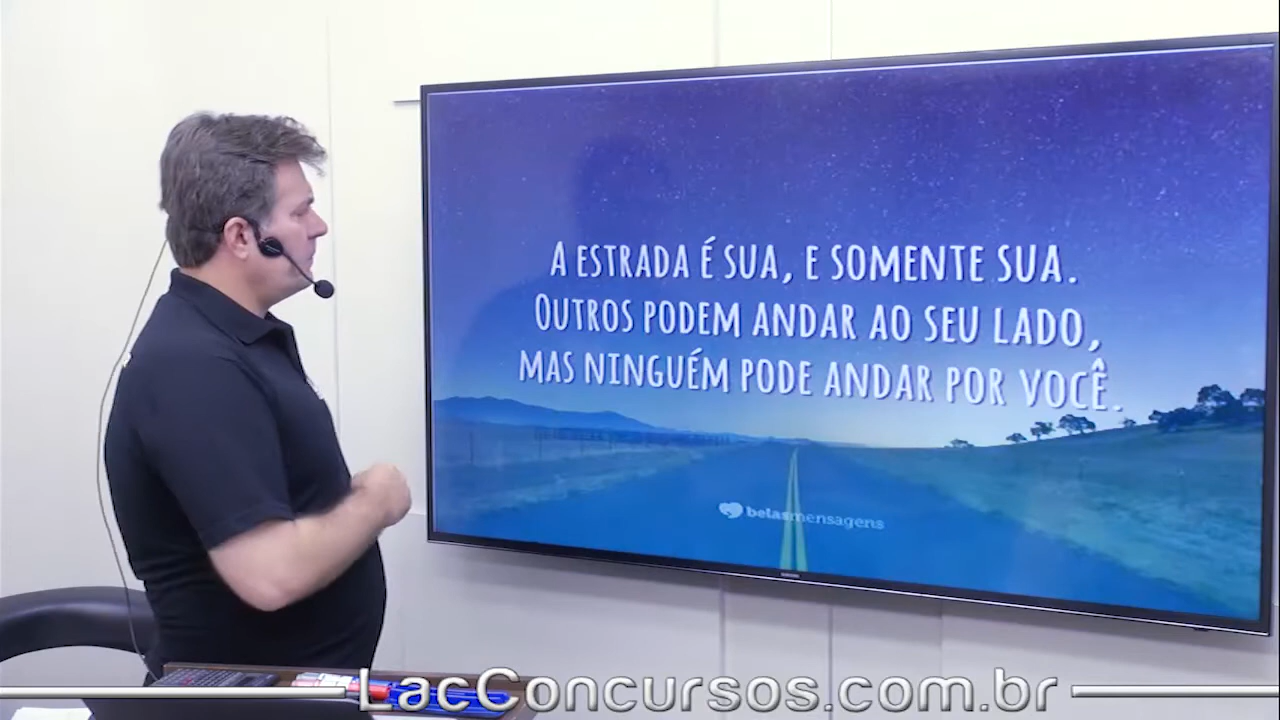 A ESTRADA É SUA, E SOMENTE SUA.
OUTROS PODEM ANDAR AO SEU LADO,
MAS NINGUÉM PODE ANDAR POR VOCÊ.
belasmensagens
LacConcursos.com.br